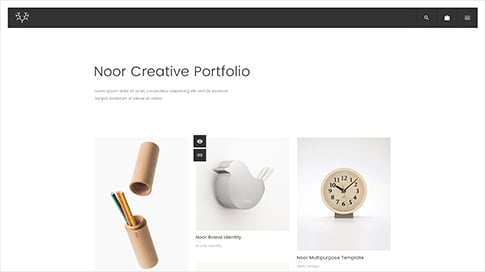 Noor Creative Portfolio
Lorem ipsum dolor sit amet, consectetur adipiscing elit, sed do eiusmod
tempor incididunt ut labore et dolore.
Noor Brand Identity
Brand Identity
Noor Multipurpose Template
Web Design